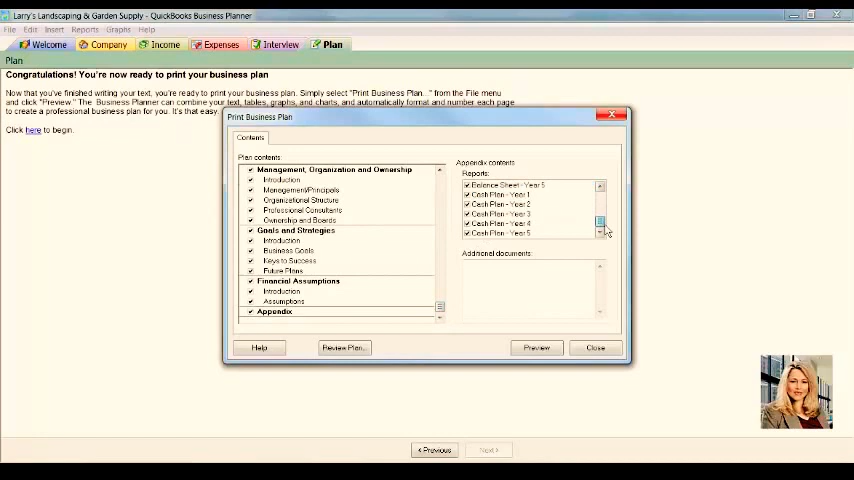 Larry's Landscaping & Garden Supply - QuickBooks Business Planner
File Edit Insert Reports Graphs Help
Welcome Company Income Expenses Interview Plan
Plan
Congratulations! You're now ready to print your business plan
Now that you've finished writing your text, you're ready to print your business plan. Simply select "Print Business Plan..." from the File menu
and click "Preview." The Business Planner can combine your text, tables, graphs, and charts, and automatically format and number each page
to create a professional business plan for you. It's that easy.
Click here to begin.
Print Business Plan
Contents
Plan contents:
Management, Organization and Ownership
Introduction
Management/Principals
Organizational Structure
Professional Consultants
Ownership and Boards
Goals and Strategies
Introduction
Business Goals
Keys to Success
Future Plans
Financial Assumptions
Introduction
Assumptions
Appendix
Appendix contents
Reports:
Balance Sheet - Year 5
Cash Plan - Year 1
Cash Plan - Year 2
Cash Plan - Year 3
Cash Plan - Year 4
Cash Plan - Year 5
Additional documents:
Help Review Plan... Preview Close
< Previous Next >